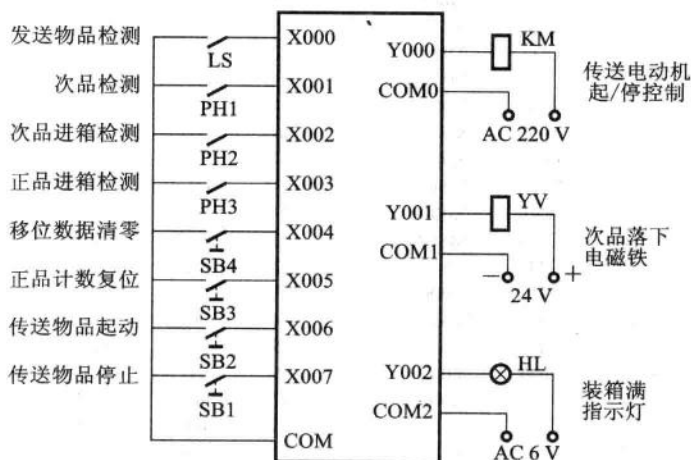 发送物品检测
LS
X000
次品检测
PH1
X001
次品进箱检测
PH2
X002
正品进箱检测
PH3
X003
移位数据清零
SB4
X004
正品计数复位
SB3
X005
传送物品起动
SB2
X006
传送物品停止
SB1
X007
COM
Y000
KM
COM0
AC 220 V
传送电动机
起/停控制
Y001
YV
COM1
− +
24 V
次品落下
电磁铁
Y002
HL
COM2
AC 6 V
装箱满
指示灯